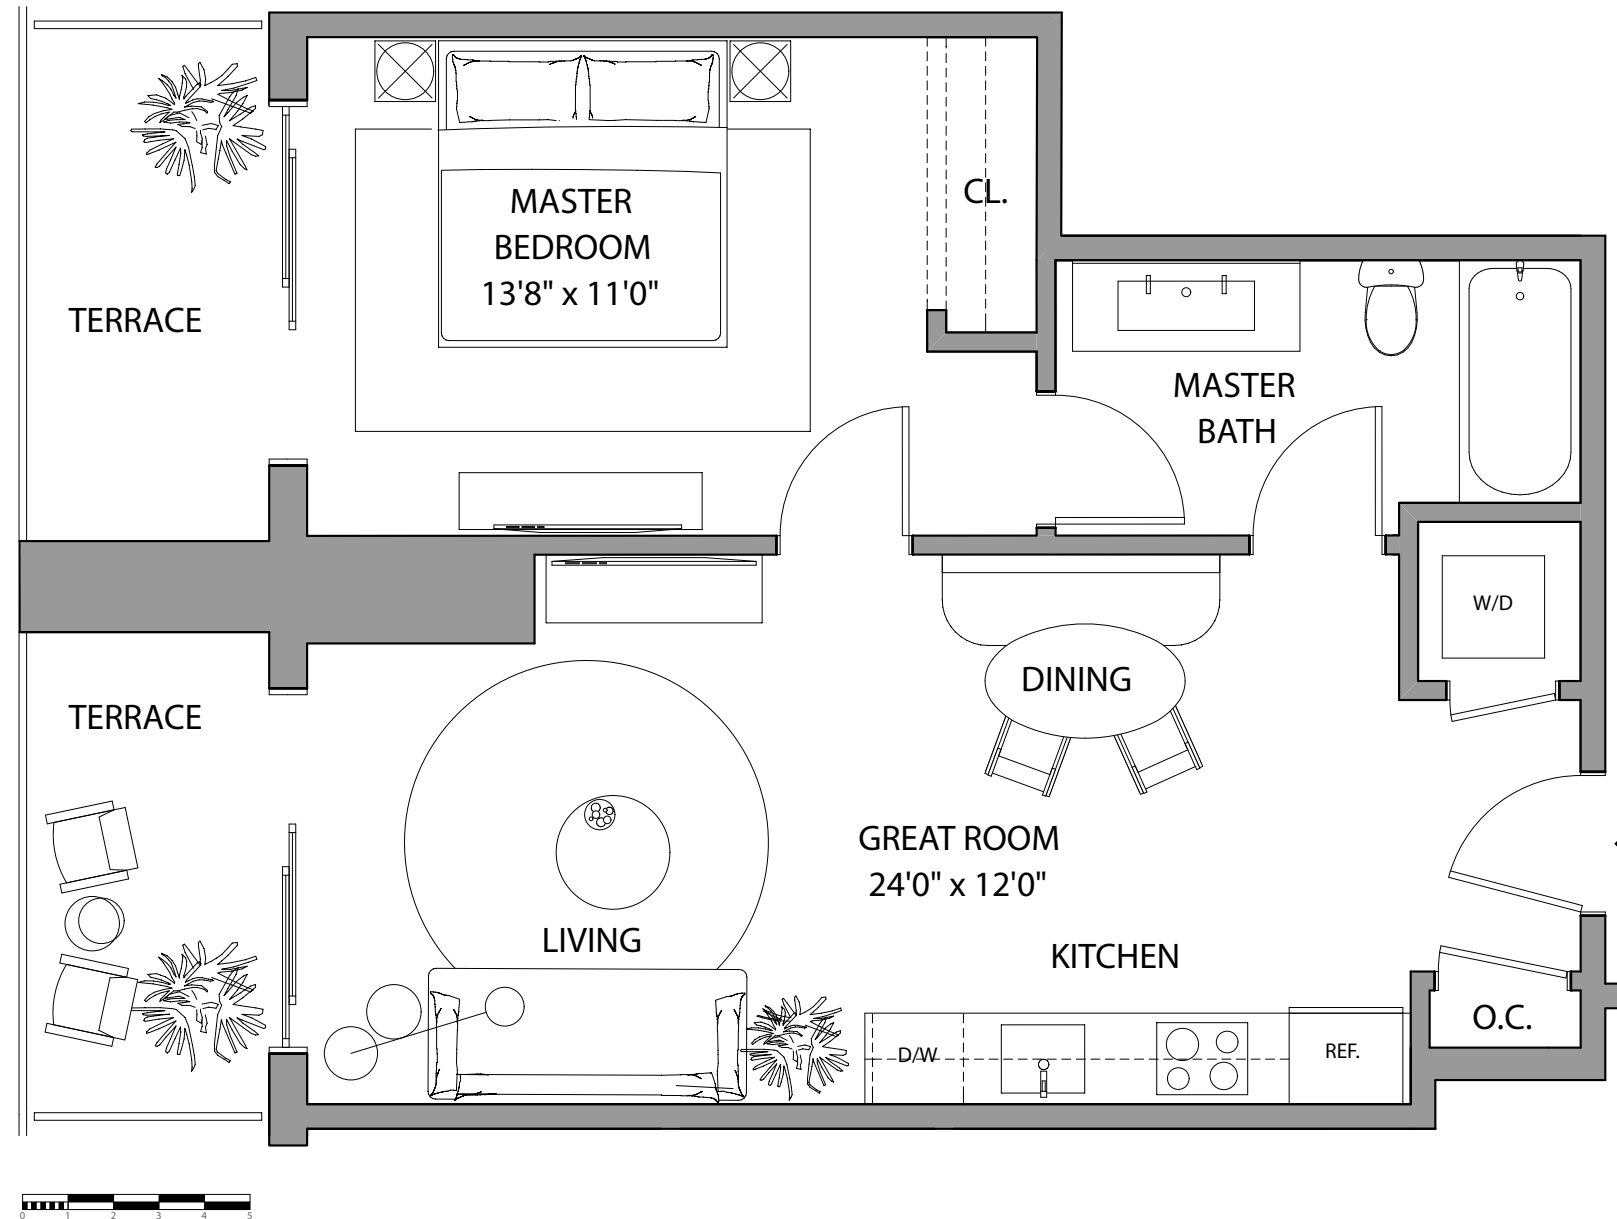 CL.
MASTER
BEDROOM
13'8" x 11'0"
TERRACE
MASTER
BATH
W/D
DINING
TERRACE
GREAT ROOM
24'0" x 12'0"
LIVING
KITCHEN
O.C.
D/W
REF.
0 1 2 3 4 5